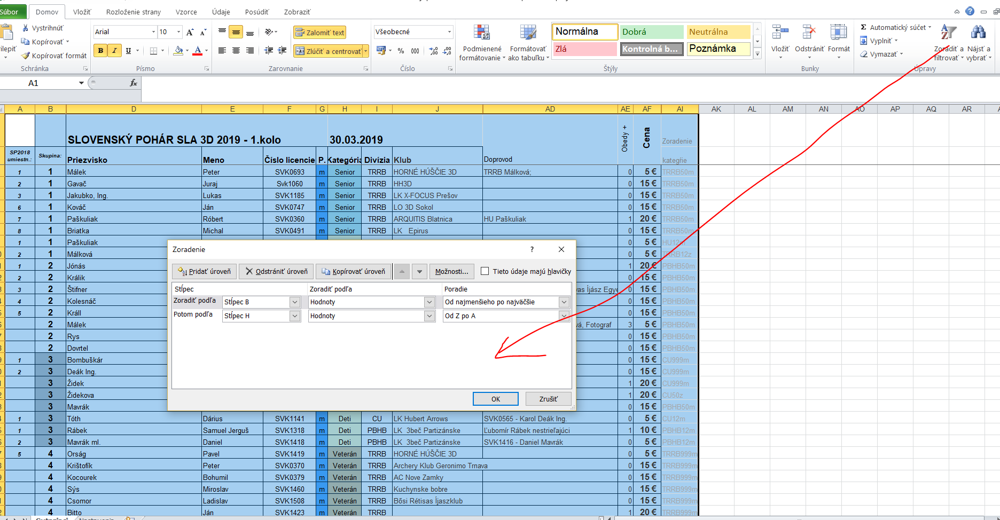 Súbor Domov Vložiť Rozloženie strany Vzorce Údaje Posúdiť Zobraziť
Vystrihnúť
Kopírovať
Kopírovať formát
Schránka
Arial 10
B I U A
Písmo
Zalomiť text
Zlúčiť a centrovať
Zarovnanie
Všeobecné
% 000
Číslo
Podmienené formátovanie
Formátovať ako tabuľku
Normálna Dobrá Neutrálna
Zlá Kontrolná b... Poznámka
Štýly
Vložiť Odstrániť Formát
Bunky
Σ Automatický súčet
Vyplniť
Vymazať
Zoradiť a filtrovať
Nájsť a vybrať
Úpravy
A1 fx
A B D E F G H I J AD AE AF AI AK AL AM AN AO AP AQ AR
SLOVENSKÝ POHÁR SLA 3D 2019 - 1.kolo 30.03.2019 Obedy + Cena Zoradenie
SP2018 umiestn.: Skupina: Priezvisko Meno Číslo licencie P. Kategória Divízia Klub Doprovod kategřie
1 1 Málek Peter SVK0693 m Senior TRRB HORNÉ HÚŠČIE 3D TRRB Málková; 0 5 € TRRB50m
2 1 Gavač Juraj Svk1060 m Senior TRRB HH3D 0 15 € TRRB50m
3 1 Jakubko, Ing. Lukas SVK1185 m Senior TRRB LK X-FOCUS Prešov 0 15 € TRRB50m
6 1 Kováč Ján SVK0747 m Senior TRRB LO 3D Sokol 0 15 € TRRB50m
7 1 Paškuliak Róbert SVK0360 m Senior TRRB ARQUITIS Blatnica HU Paškuliak 1 20 € TRRB50m
8 1 Briatka Michal SVK0491 m Senior TRRB LK Epirus 0 15 € TRRB50m
1 1 Paškuliak 0 5 € HU12m
2 1 Málková 0 5 € TRRB12z
1 2 Jónás 1 20 € PBHB50m
2 2 Králik 0 15 € PBHB50m
3 2 Štifner vas Íjász Egye 0 15 € PBHB50m
4 2 Kolesnáč 0 15 € PBHB50m
5 2 Králl 0 15 € PBHB50m
2 Málek vá, Fotograf 3 5 € PBHB50m
2 Rys 0 15 € PBHB50m
2 Dovrtel 0 15 € PBHB50m
1 3 Bombuškár 0 15 € CU999m
2 3 Deák Ing. 0 15 € CU999m
3 Židek 1 20 € CU999m
3 Židekova 1 20 € CU50z
3 Mavrák 0 15 € PBHB50m
1 3 Tóth Dárius SVK1141 m Deti CU LK Hubert Arrows SVK0565 - Karol Deák Ing. 0 5 € CU12m
1 3 Rábek Samuel Jerguš SVK1318 m Deti PBHB LK 3beč Partizánske Ľubomír Rábek nestrieľajúci 1 10 € PBHB12m
2 3 Mavrák ml. Daniel SVK1418 m Deti PBHB LK 3beč Partizánske SVK1416 - Daniel Mavrák 0 5 € PBHB12m
5 4 Orság Pavel SVK1419 m Veterán TRRB HORNÉ HÚŠČIE 3D 0 5 € TRRB999m
4 Krištofík Peter SVK0370 m Veterán TRRB Archery Klub Geronimo Trnava 0 15 € TRRB999m
4 Kocourek Bohumil SVK0379 m Veterán TRRB AC Nove Zamky 0 15 € TRRB999m
4 Sýs Miroslav SVK1460 m Veterán TRRB Kuchynske bobre 0 15 € TRRB999m
4 Csomor Ladislav SVK1508 m Veterán TRRB Bősi Rétisas Íjaszklub 0 15 € TRRB999m
4 Bitto Ján SVK1423 m Veterán TRRB 1 20 € TRRB999m
Zoradenie ?
Pridať úroveň Odstrániť úroveň Kopírovať úroveň Možnosti... Tieto údaje majú hlavičky
Stĺpec Zoradiť podľa Poradie
Zoradiť podľa Stĺpec B Hodnoty Od najmenšieho po najväčšie
Potom podľa Stĺpec H Hodnoty Od Z po A
OK Zrušiť